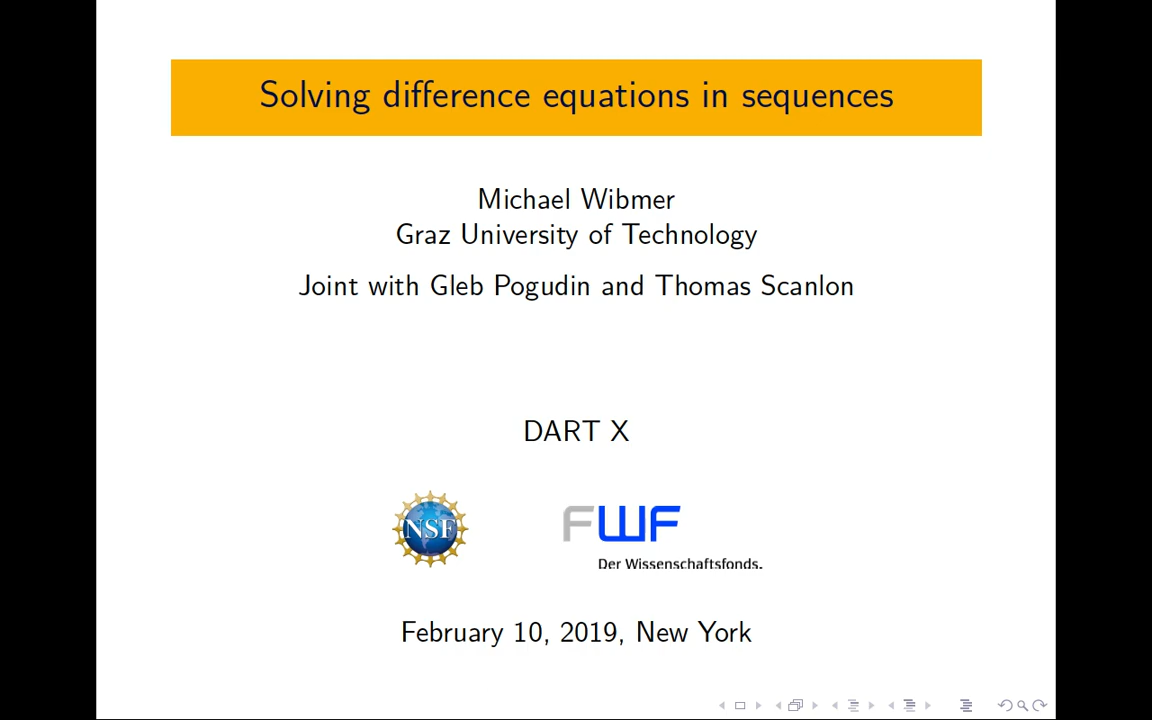 Solving difference equations in sequences
Michael Wibmer
Graz University of Technology
Joint with Gleb Pogudin and Thomas Scanlon
DART X
NSF
FWF
Der Wissenschaftsfonds.
February 10, 2019, New York